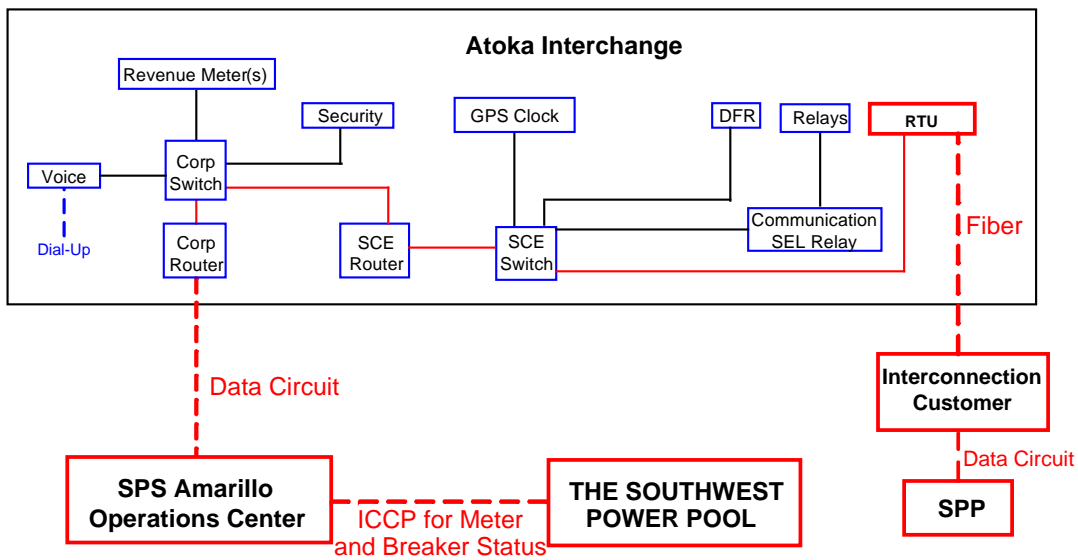 Atoka Interchange
Revenue Meter(s)
Security
GPS Clock
DFR
Relays
RTU
Voice
Corp
Switch
Dial-Up
Corp
Router
SCE
Router
SCE
Switch
Communication
SEL Relay
Fiber
Data Circuit
Interconnection
Customer
Data Circuit
SPP
SPS Amarillo
Operations Center
ICCP for Meter
and Breaker Status
THE SOUTHWEST
POWER POOL